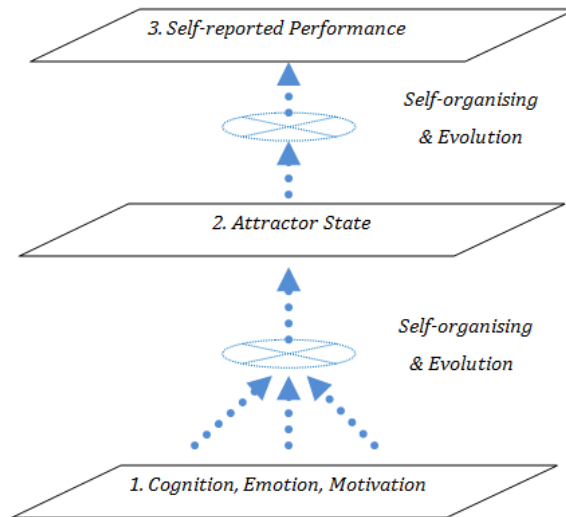 3. Self-reported Performance
Self-organising
& Evolution
2. Attractor State
Self-organising
& Evolution
1. Cognition, Emotion, Motivation